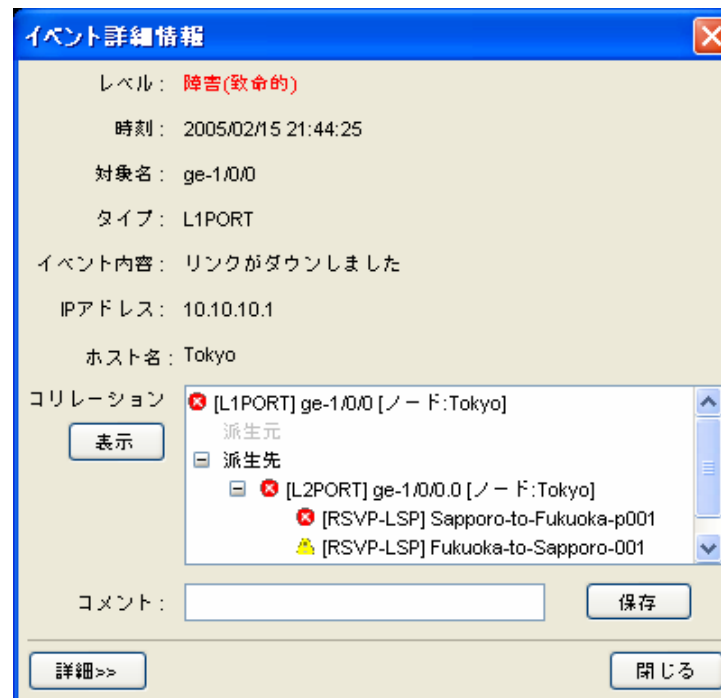 イベント詳細情報
レベル： 障害(致命的)
時刻： 2005/02/15 21:44:25
対象名： ge-1/0/0
タイプ： L1PORT
イベント内容： リンクがダウンしました
IPアドレス： 10.10.10.1
ホスト名： Tokyo
コリレーション
表示
[L1PORT] ge-1/0/0 [ノード:Tokyo]
派生元
派生先
[L2PORT] ge-1/0/0.0 [ノード:Tokyo]
[RSVP-LSP] Sapporo-to-Fukuoka-p001
[RSVP-LSP] Fukuoka-to-Sapporo-001
コメント： 保存
詳細>> 閉じる